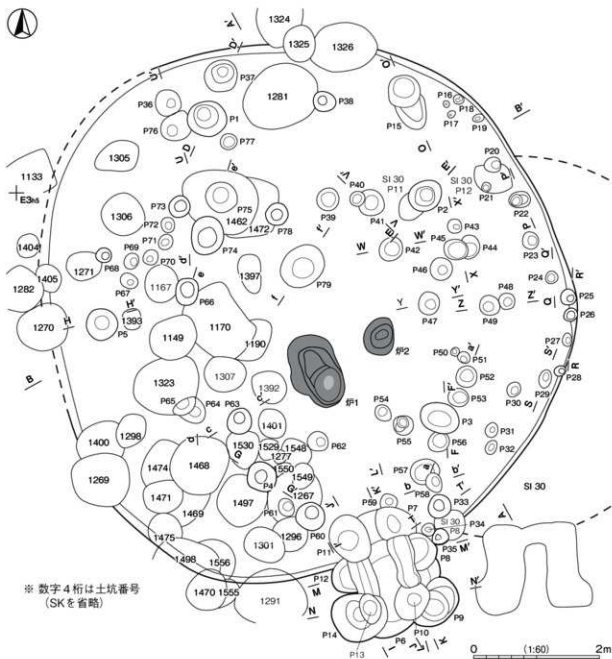 A'
1324
D'
1325
1326
U'
O'
P37
P36
1281
P38
P1
P76
P77
P15
P16
P18
P17
P19
B'
D
U
O
1305
e'
E'
P20
1133
E3h5
SI 30
P11
SI 30
P12
P'
P21
P22
V'
P40
P73
P75
1462
P78
1472
P39
P41
P2
X'
1306
P72
P74
f'
V
E
P43
P
P71
W
P42
W'
P45
P44
P23
1404
P69
P70
d'
Q'
P68
1271
1405
1397
P79
P46
X
P67
1167
e
P24
R'
1282
P66
f
Y'
Z
P48
Z'
Q
P25
Y
P47
P49
P26
1270
H
H'
P5
1393
1170
1149
1190
炉2
S'
P27
P50
a'
P51
R
P28
1307
1323
1392
P52
F'
P29
B
炉1
P30
S
P65
P64
c'
P53
P63
P54
P3
1401
P55
1400
1298
d
c
P62
P31
1530
1529
1548
P56
F
P32
1277
G
1468
1474
1550
L'
P57
a
b'
1269
P4
1549
b
T'
G'
1267
K'
P58
1471
1497
J'
P59
SI 30
P61
P7
P33
A
1469
P60
T
SI 30
P8
P34
1475
1296
1301
P11
P35
M'
1498
P8
1556
※ 数字4桁は土坑番号
(SKを省略)
P12
M
N'
1470
1555
1291
N
P9
P14
P10
P6
P13
I
J
L
K
0
(1:60)
2m